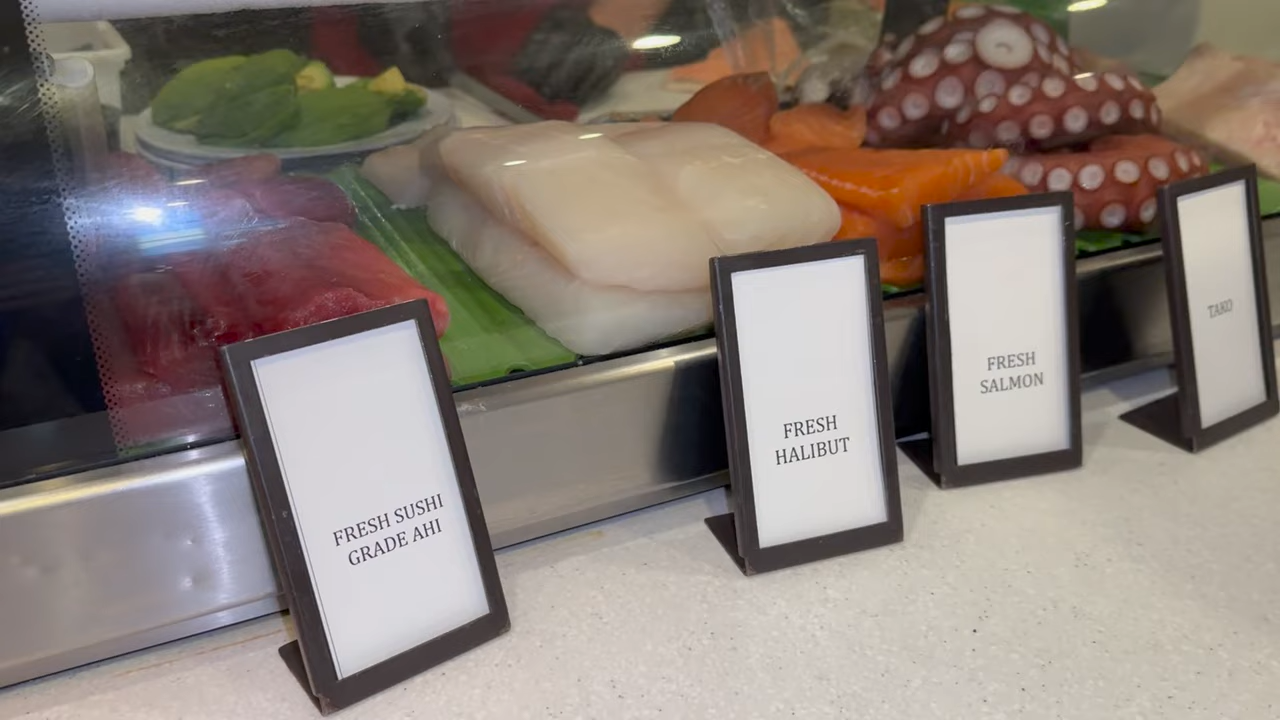 FRESH SUSHI
GRADE AHI
FRESH
HALIBUT
FRESH
SALMON
TAKO